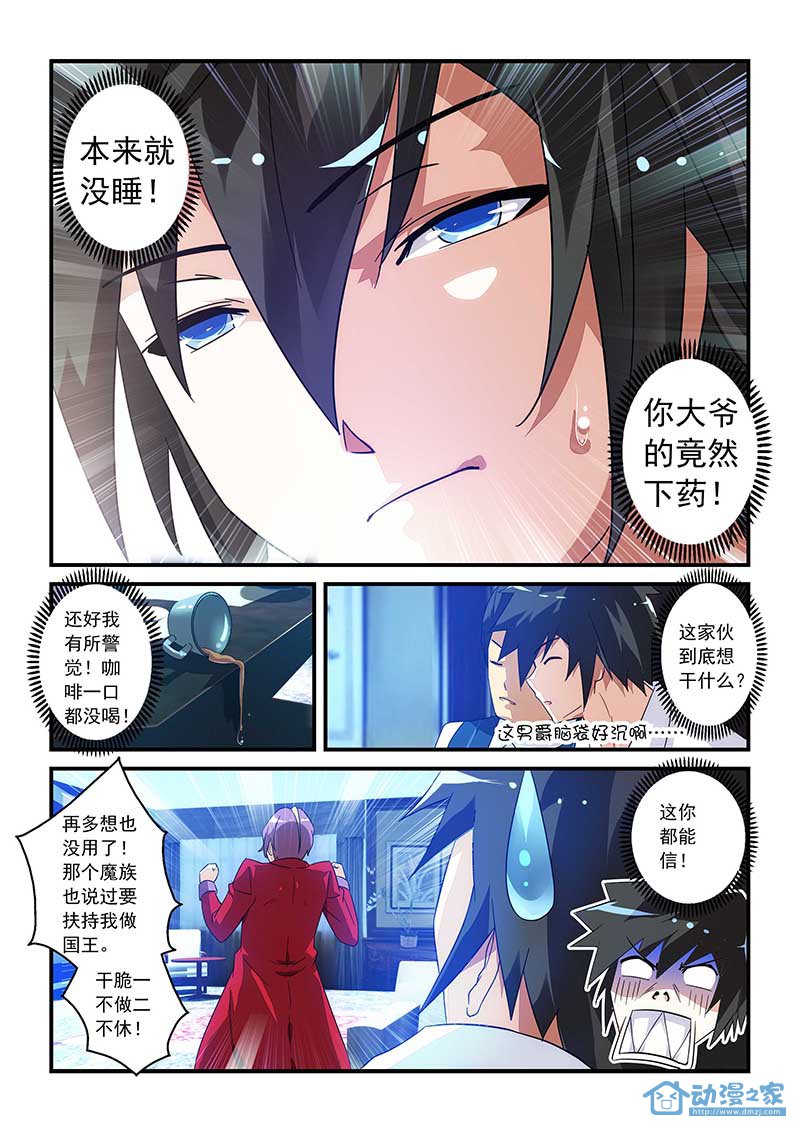 本来就
没睡！
你大爷
的竟然
下药！
还好我
有所警
觉！咖
啡一口
都没喝！
这家伙
到底想
干什么？
这男爵脑袋好沉啊……
再多想也
没用了！
那个魔族
也说过要
扶持我做
国王。
干脆一
不做二
不休！
这你
都能
信！
动漫之家
http://www.dmzj.com